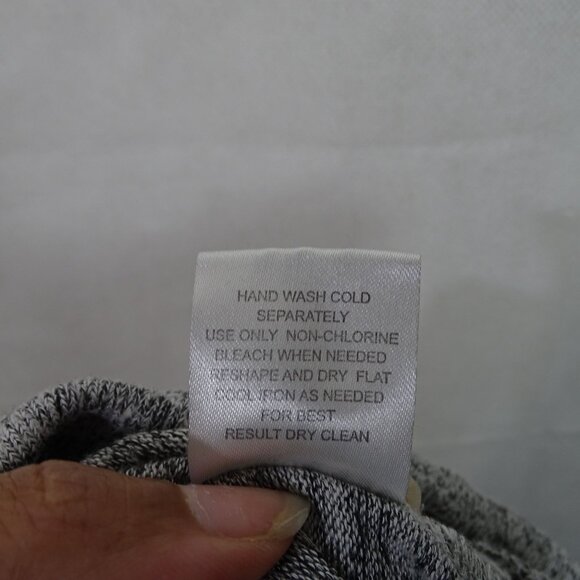 HAND WASH COLD
SEPARATELY
USE ONLY NON-CHLORINE
BLEACH WHEN NEEDED
RESHAPE AND DRY FLAT
COOL IRON AS NEEDED
FOR BEST
RESULT DRY CLEAN